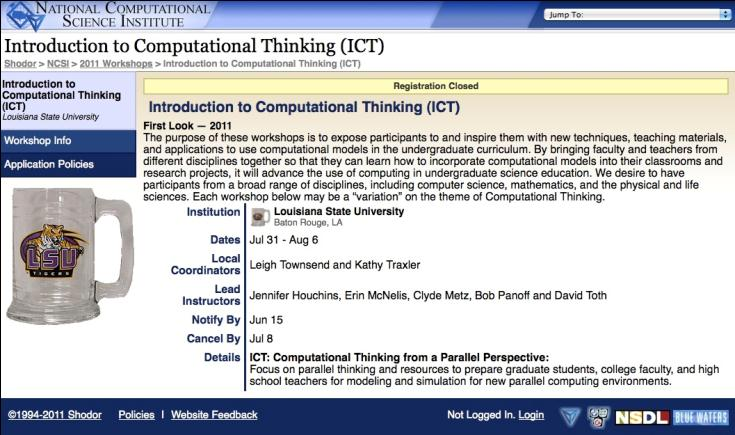 NATIONAL COMPUTATIONAL
SCIENCE INSTITUTE
Jump To:
Introduction to Computational Thinking (ICT)
Shodor > NCSI > 2011 Workshops > Introduction to Computational Thinking (ICT)
Introduction to
Computational Thinking
(ICT)
Louisiana State University
Workshop Info
Application Policies
LSU
TIGERS
Registration Closed
Introduction to Computational Thinking (ICT)
First Look — 2011
The purpose of these workshops is to expose participants to and inspire them with new techniques, teaching materials,
and applications to use computational models in the undergraduate curriculum. By bringing faculty and teachers from
different disciplines together so that they can learn how to incorporate computational models into their classrooms and
research projects, it will advance the use of computing in undergraduate science education. We desire to have
participants from a broad range of disciplines, including computer science, mathematics, and the physical and life
sciences. Each workshop below may be a "variation" on the theme of Computational Thinking.
Institution Louisiana State University
Baton Rouge, LA
Dates Jul 31 - Aug 6
Local
Coordinators Leigh Townsend and Kathy Traxler
Lead
Instructors Jennifer Houchins, Erin McNelis, Clyde Metz, Bob Panoff and David Toth
Notify By Jun 15
Cancel By Jul 8
Details ICT: Computational Thinking from a Parallel Perspective:
Focus on parallel thinking and resources to prepare graduate students, college faculty, and high
school teachers for modeling and simulation for new parallel computing environments.
©1994-2011 Shodor Policies | Website Feedback Not Logged In. Login NSDL BLUE WATERS